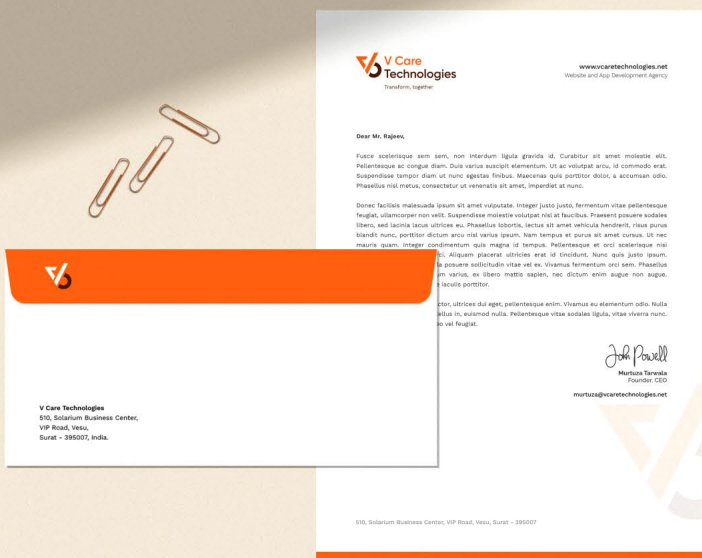 V Care
Technologies
Transform, together
www.vcaretechnologies.net
Website and App Development Agency
Dear Mr. Rajeev,
Fusce scelerisque sem sem, non interdum ligula gravida id. Curabitur sit amet molestie elit.
Pellentesque ac congue diam. Duis varius suscipit elementum. Ut ac volutpat arcu, id commodo erat.
Suspendisse tempor diam ut nunc egestas finibus. Maecenas quis porttitor dolor, a accumsan odio.
Phasellus nisl metus, consectetur ut venenatis sit amet, imperdiet at nunc.
Donec facilisis malesuada ipsum sit amet vulputate. Integer justo justo, fermentum vitae pellentesque
feugiat, ullamcorper non velit. Suspendisse molestie volutpat nisl at faucibus. Praesent posuere sodales
libero, sed lacinia lacus ultrices eu. Phasellus lobortis, lectus sit amet vehicula hendrerit, risus purus
blandit nunc, porttitor dictum arcu nisl varius ipsum. Nam tempus et purus sit amet cursus. Ut nec
mauris quam. Integer condimentum quis magna id tempus. Pellentesque et orci scelerisque nisl
Aliquam placerat ultricies erat id tincidunt. Nunc quis justo ipsum.
posuere sollicitudin vitae vel ex. Vivamus fermentum orci sem. Phasellus
varius, ex libero mattis sapien, nec dictum enim augue non augue.
iaculis porttitor.
ultrices dui eget, pellentesque enim. Vivamus eu elementum odio. Nulla
in, euismod nulla. Pellentesque vitae sodales ligula, vitae viverra nunc.
vel feugiat.
John Powell
Murtuza Tarwala
Founder, CEO
murtuza@vcaretechnologies.net
V Care Technologies
510, Solarium Business Center,
VIP Road, Vesu,
Surat - 395007, India.
510, Solarium Business Center, VIP Road, Vesu, Surat - 395007